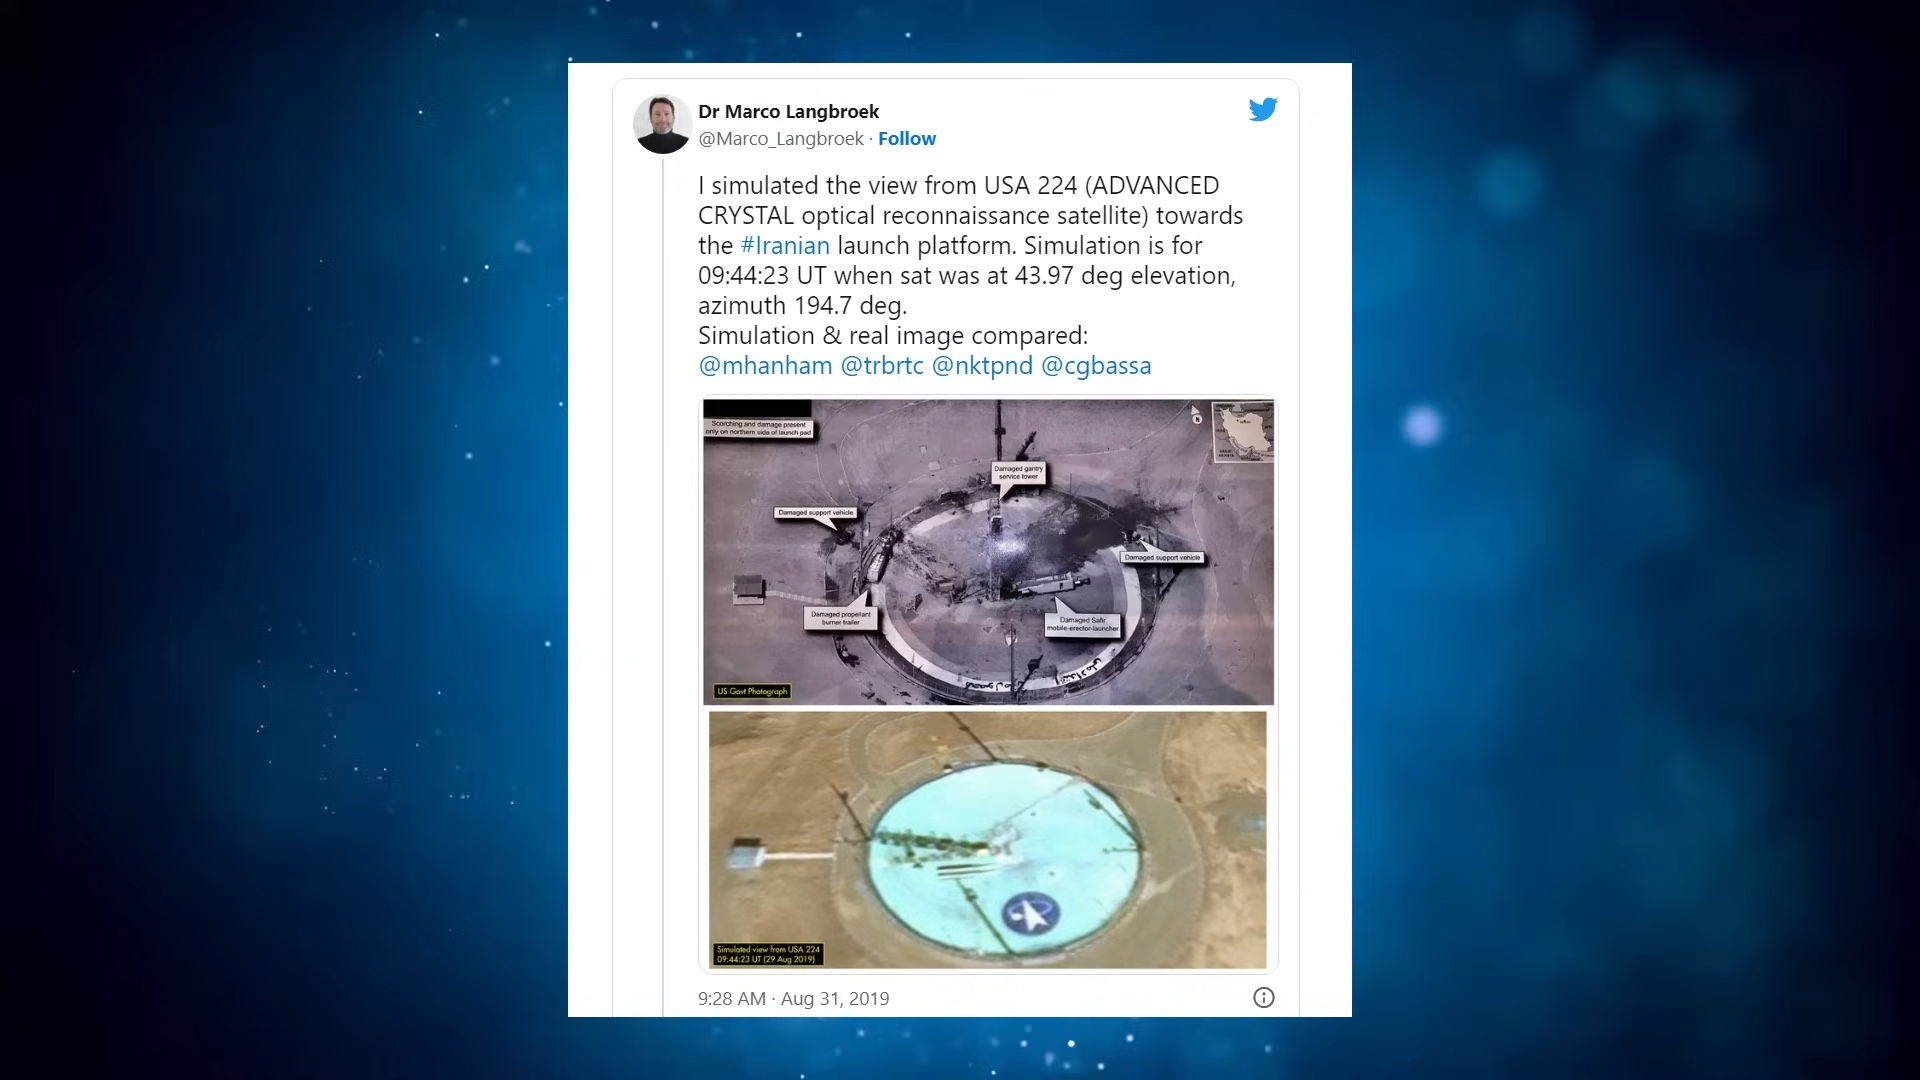 Dr Marco Langbroek
@Marco_Langbroek · Follow
I simulated the view from USA 224 (ADVANCED
CRYSTAL optical reconnaissance satellite) towards
the #Iranian launch platform. Simulation is for
09:44:23 UT when sat was at 43.97 deg elevation,
azimuth 194.7 deg.
Simulation & real image compared:
@mhanham @trbrtc @nktpnd @cgbassa
Scorching and damage present
only on northern side of launch pad
N
Damaged gantry
service tower
Damaged support vehicle
Damaged support vehicle
Damaged propellant
burner trailer
Damaged Safir
mobile-erector-launcher
US Govt Photograph
Simulated view from USA 224
09:44:23 UT (29 Aug 2019)
9:28 AM · Aug 31, 2019